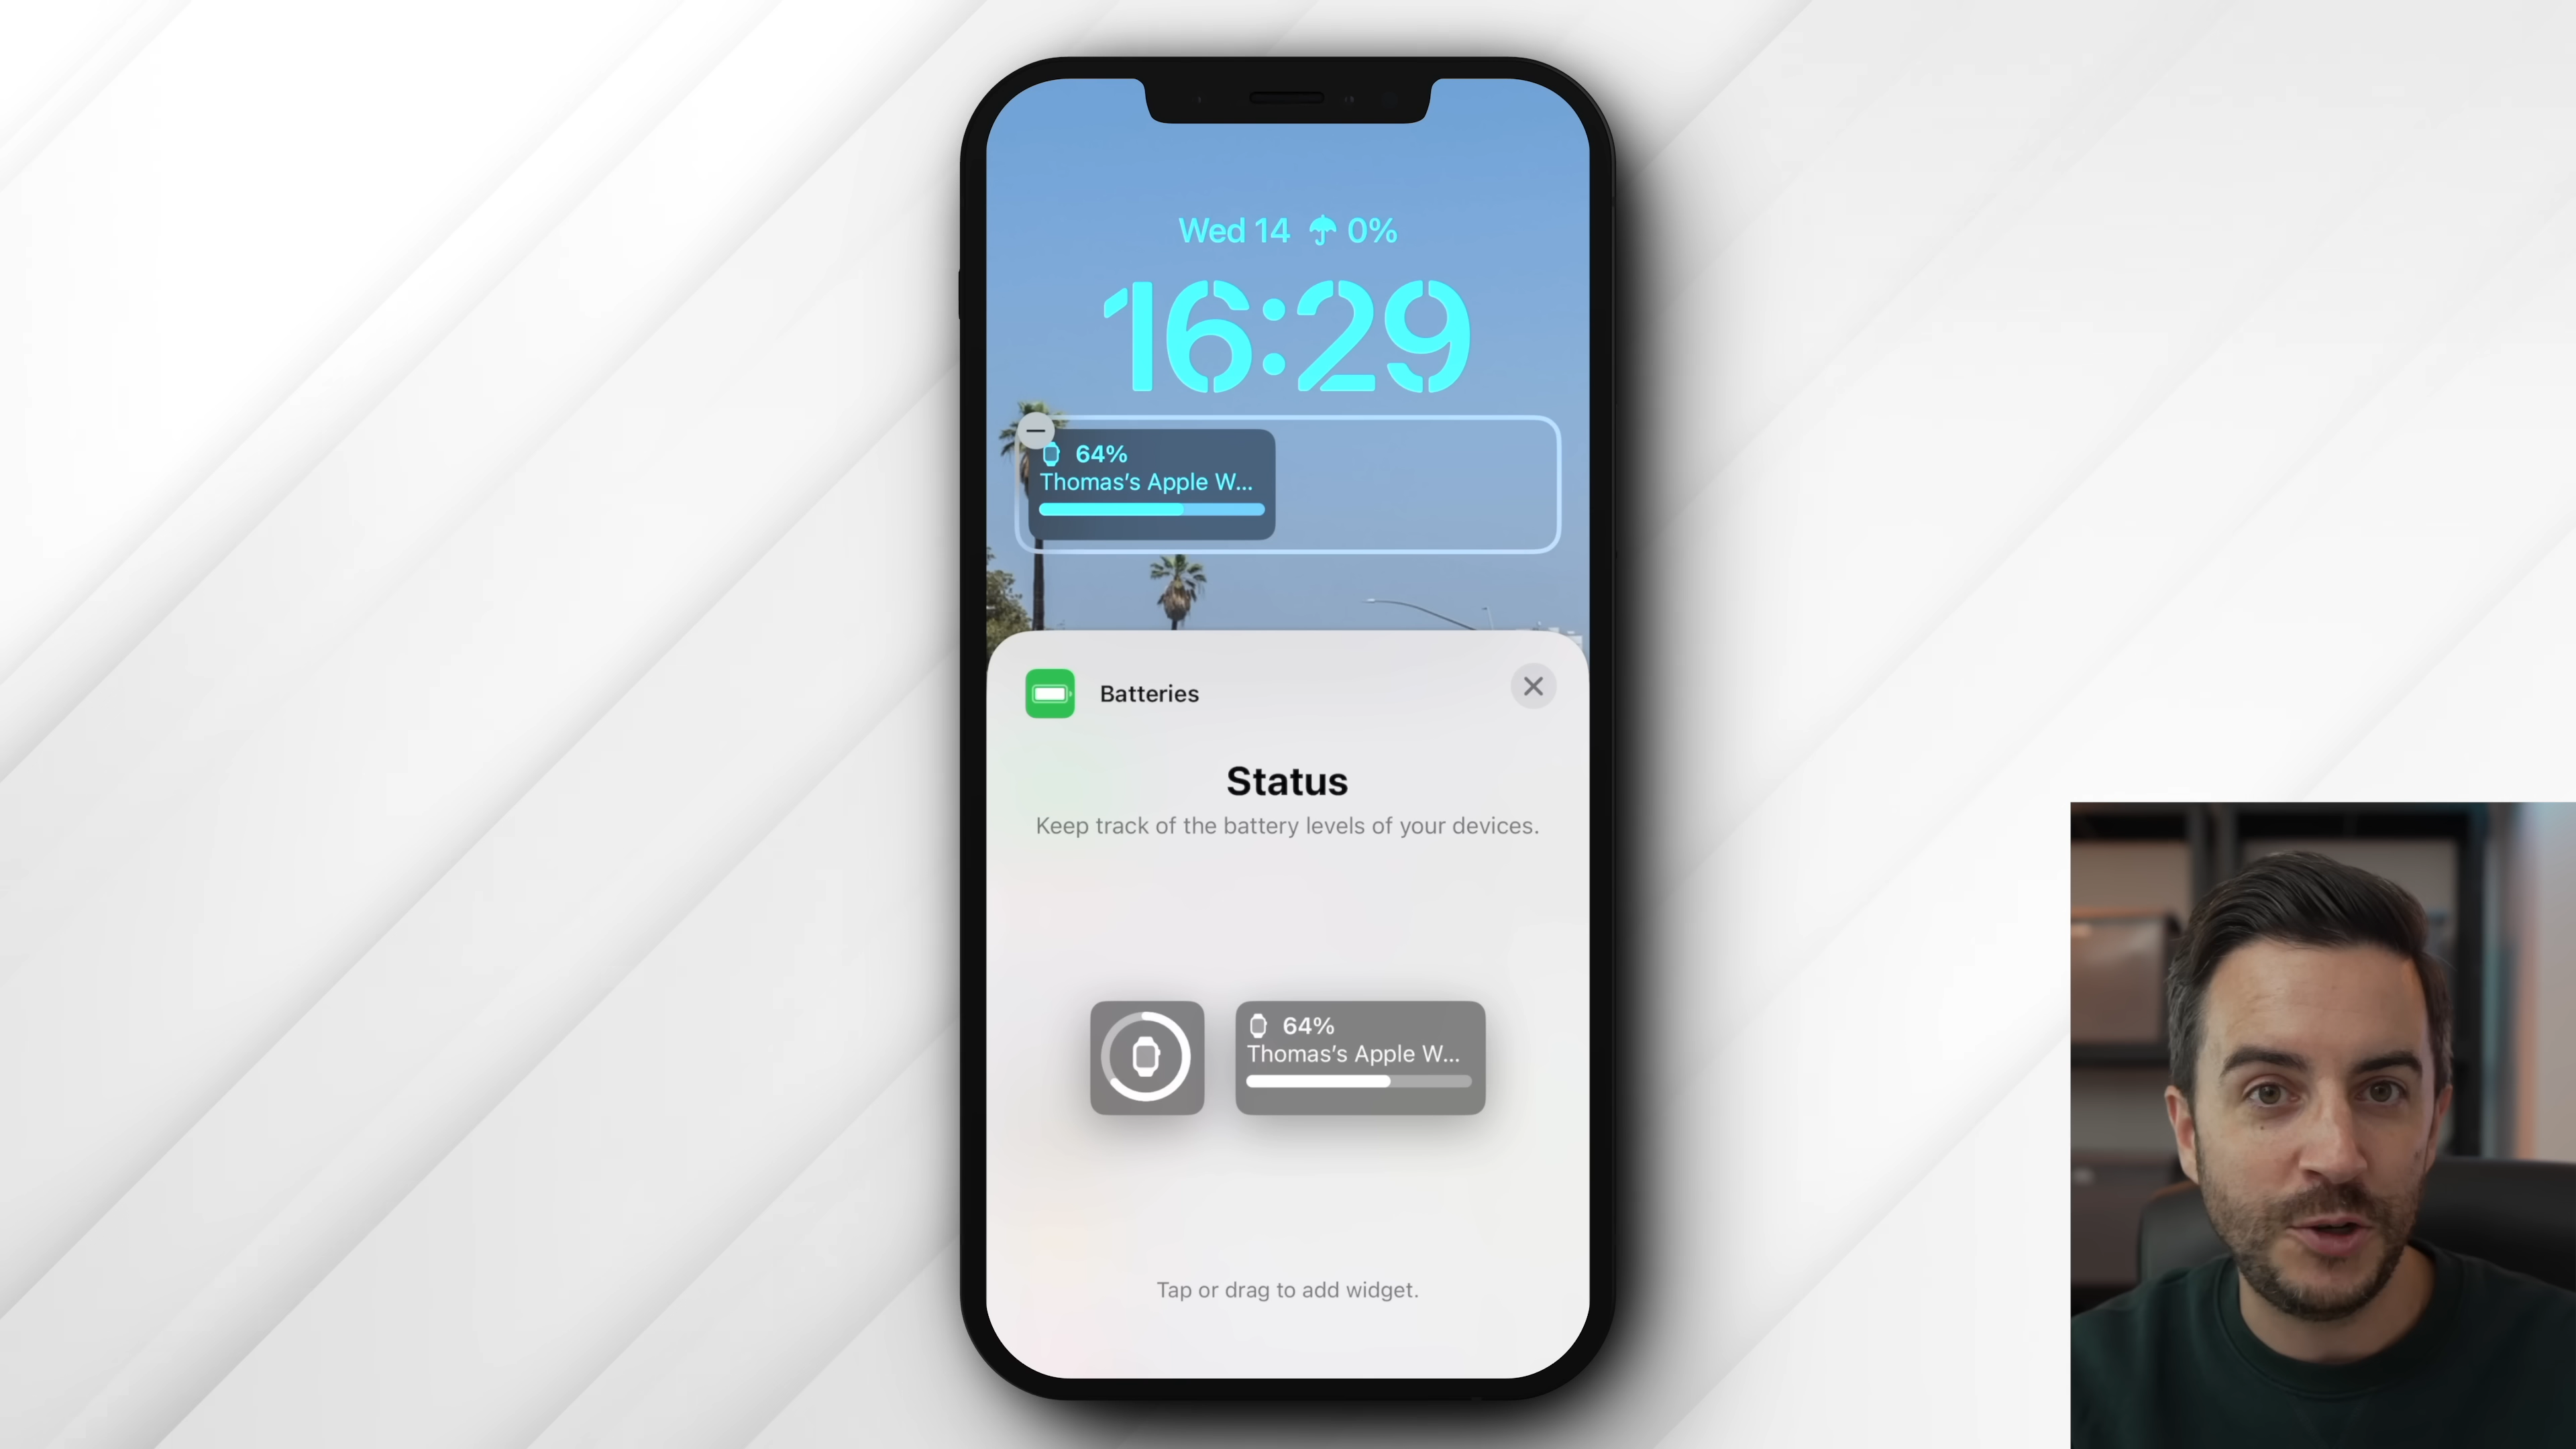 Wed 14 0%
16:29
64%
Thomas’s Apple W...
Batteries
Status
Keep track of the battery levels of your devices.
64%
Thomas’s Apple W...
Tap or drag to add widget.